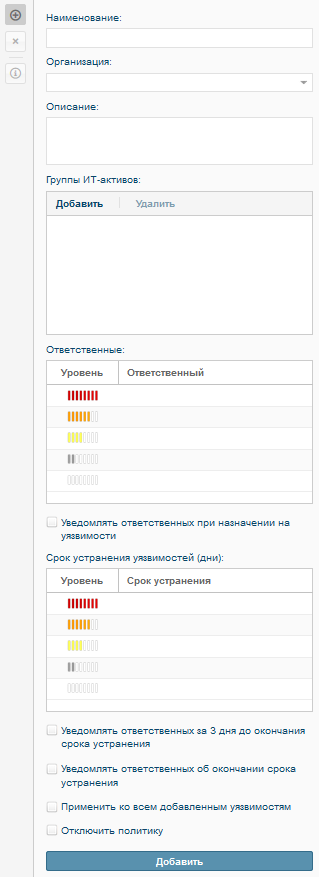 Наименование:
Организация:
Описание:
Группы ИТ-активов:
Добавить Удалить
Ответственные:
Уровень Ответственный
Уведомлять ответственных при назначении на
уязвимости
Срок устранения уязвимостей (дни):
Уровень Срок устранения
Уведомлять ответственных за 3 дня до окончания
срока устранения
Уведомлять ответственных об окончании срока
устранения
Применить ко всем добавленным уязвимостям
Отключить политику
Добавить